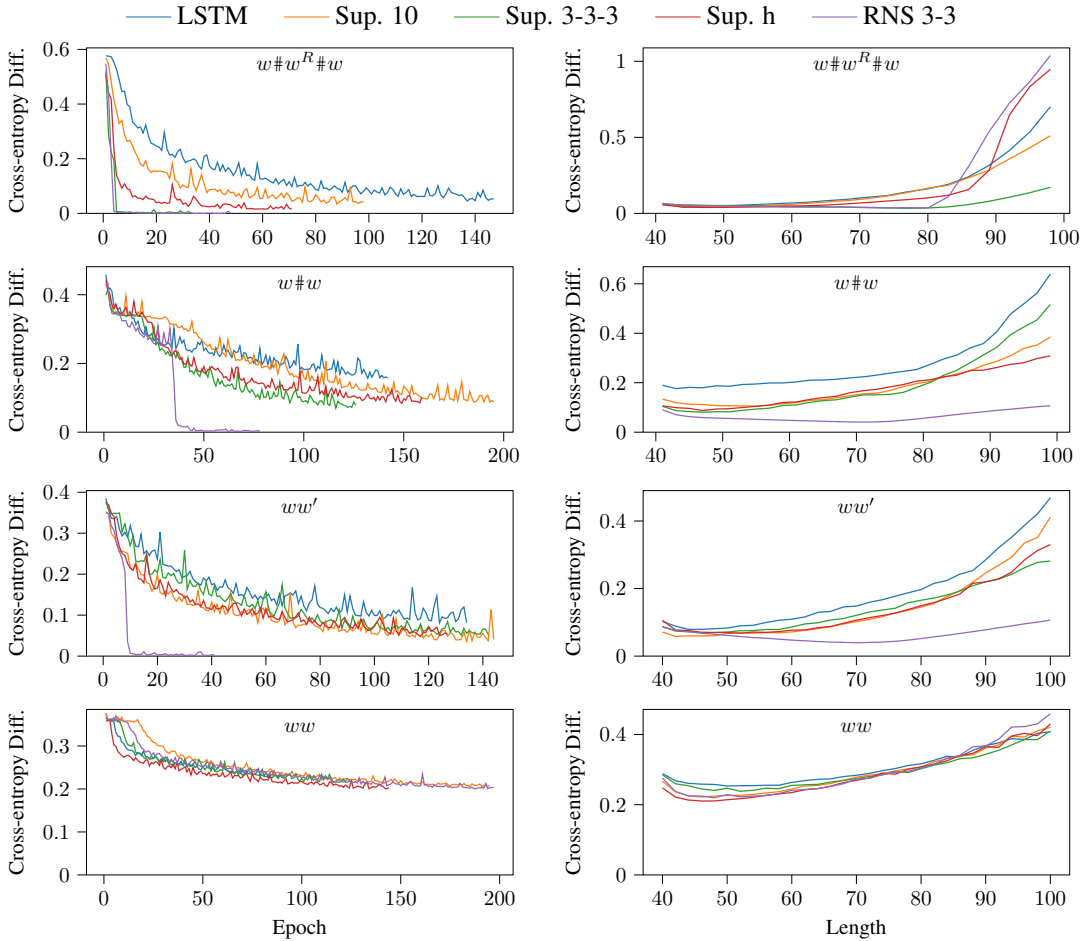 LSTM Sup. 10 Sup. 3-3-3 Sup. h RNS 3-3
Cross-entropy Diff.
0.6
0.4
0.2
0
w#w^R#w
0 20 40 60 80 100 120 140
Cross-entropy Diff.
1
0.5
0
w#w^R#w
40 50 60 70 80 90 100
Cross-entropy Diff.
0.4
0.2
0
w#w
0 50 100 150 200
Cross-entropy Diff.
0.6
0.4
0.2
0
w#w
40 50 60 70 80 90 100
Cross-entropy Diff.
0.4
0.3
0.2
0.1
0
ww′
0 20 40 60 80 100 120 140
Cross-entropy Diff.
0.4
0.2
0
ww′
40 50 60 70 80 90 100
Cross-entropy Diff.
0.3
0.2
0.1
0
ww
0 50 100 150 200
Epoch
Cross-entropy Diff.
0.4
0.2
0
ww
40 50 60 70 80 90 100
Length